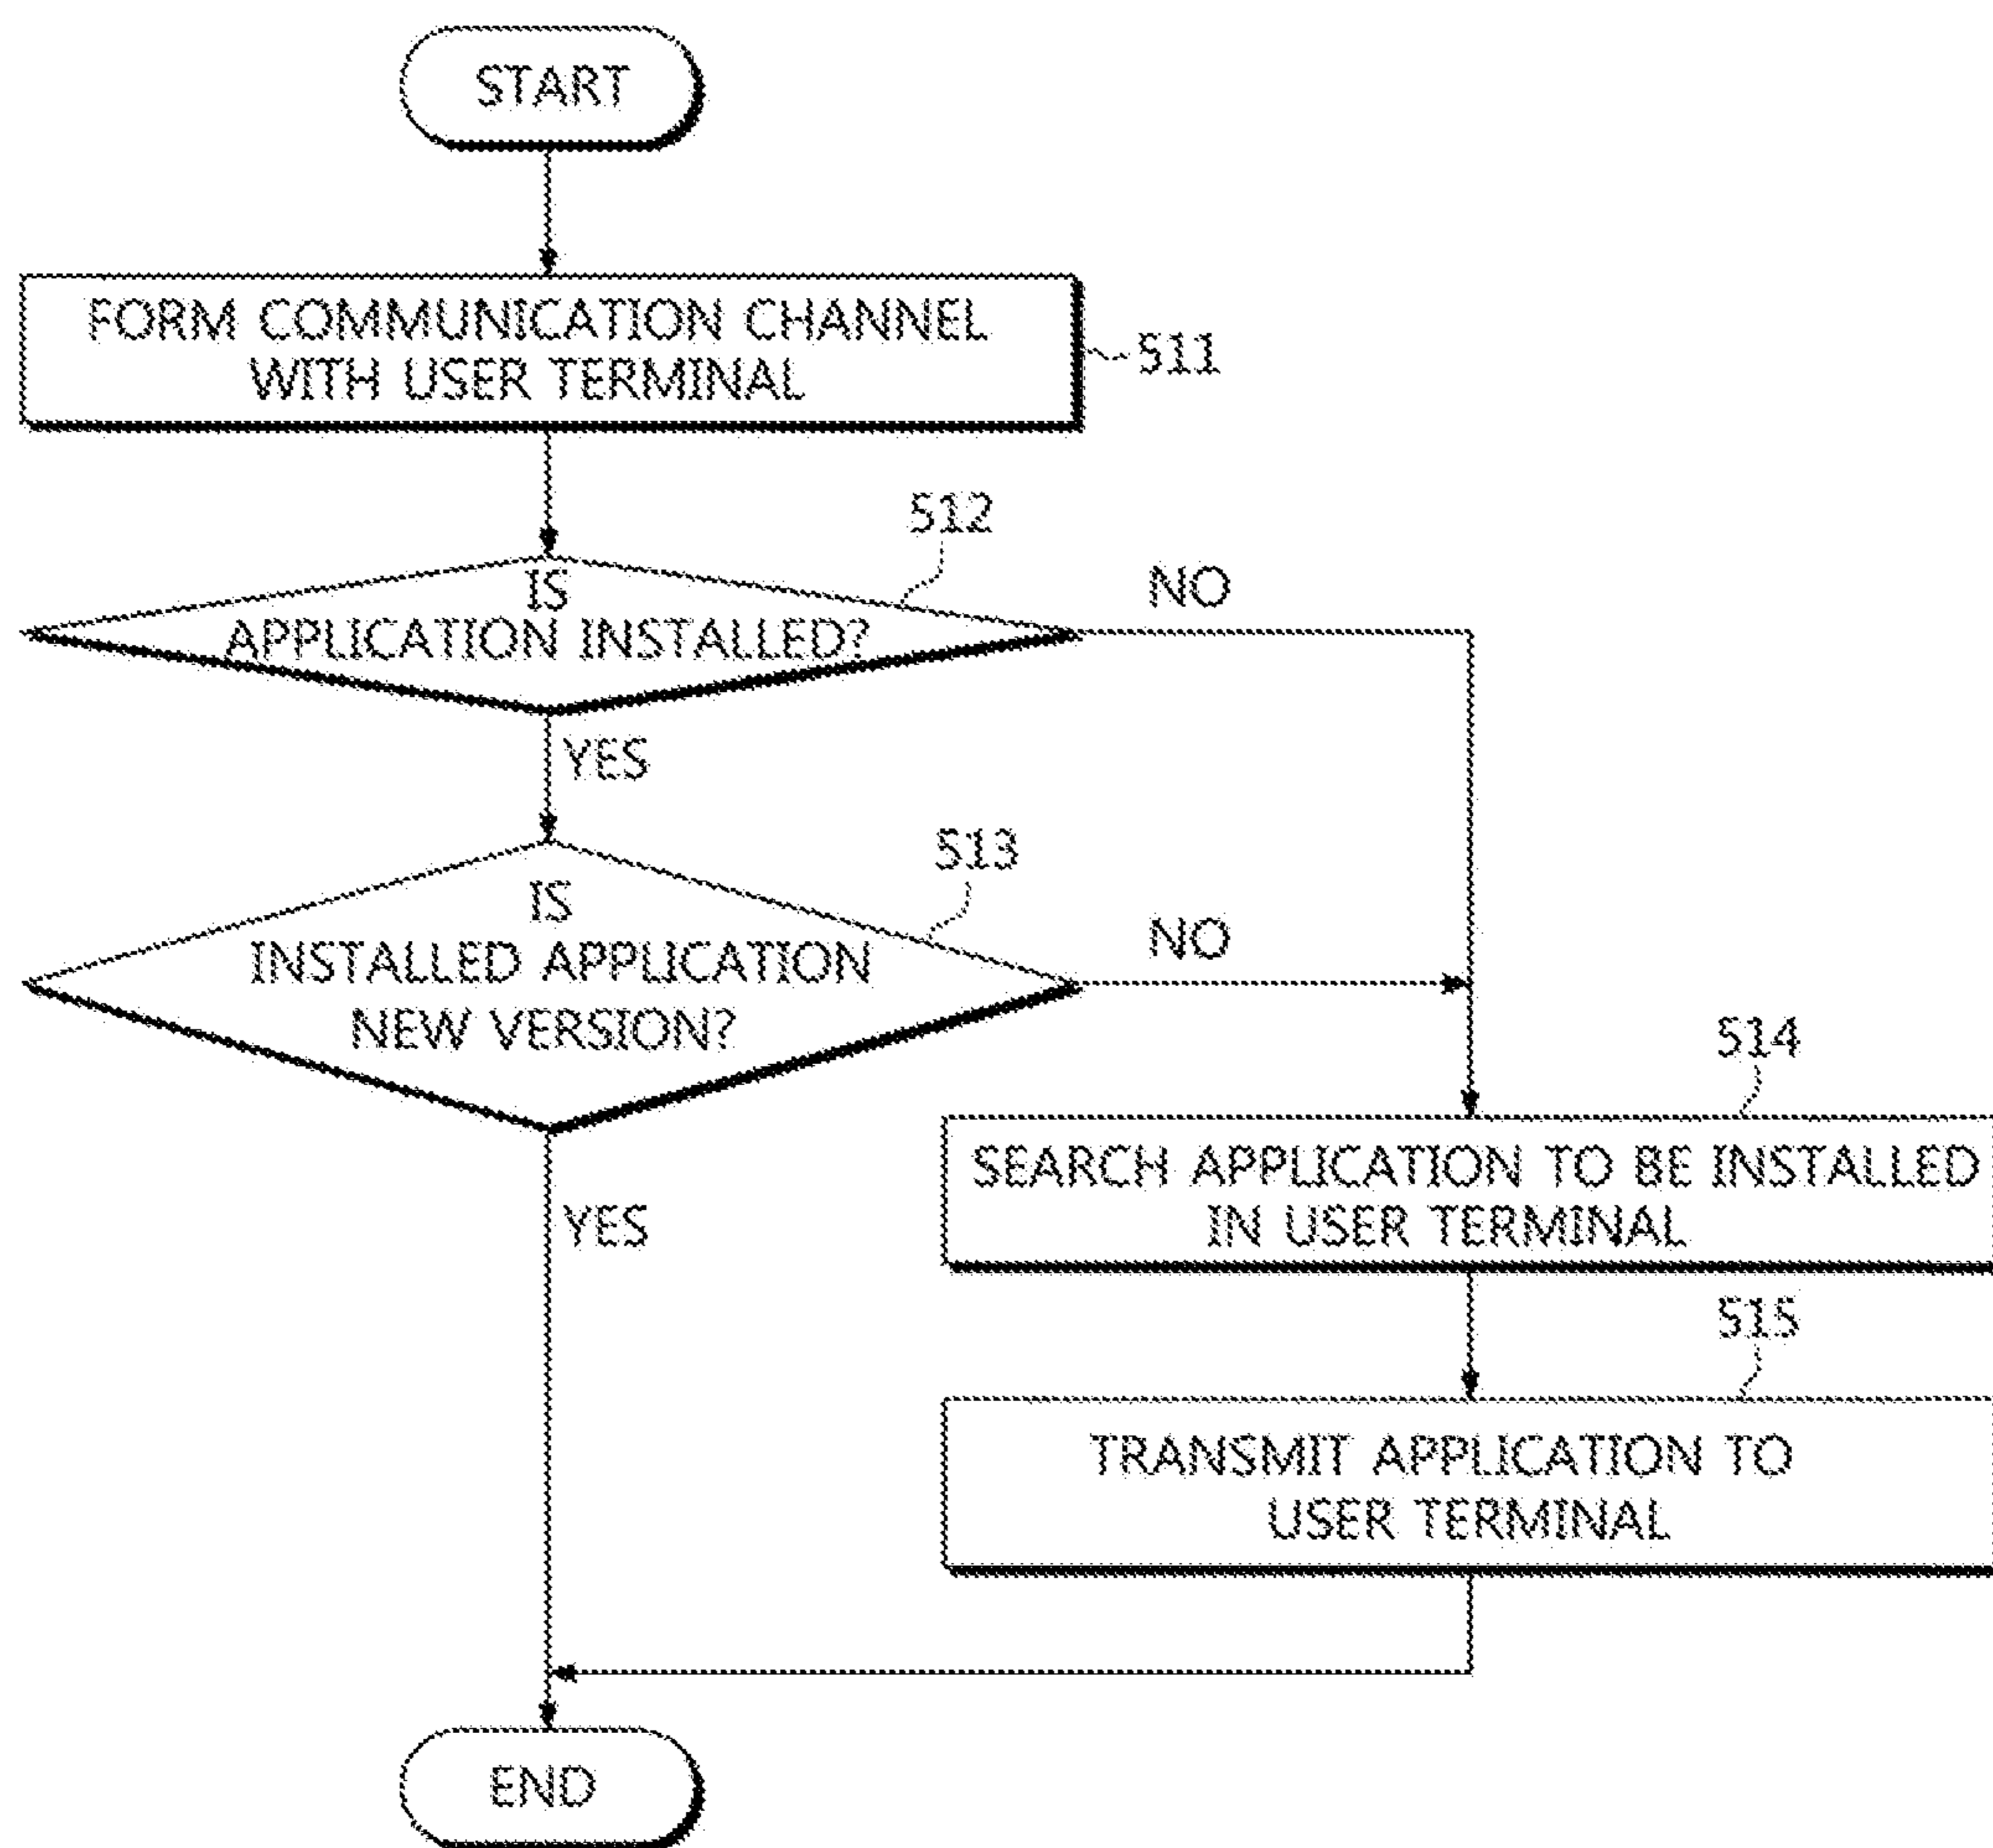 START
FORM COMMUNICATION CHANNEL
WITH USER TERMINAL
511
512
IS
APPLICATION INSTALLED?
NO
YES
513
IS
INSTALLED APPLICATION
NEW VERSION?
NO
YES
514
SEARCH APPLICATION TO BE INSTALLED
IN USER TERMINAL
515
TRANSMIT APPLICATION TO
USER TERMINAL
END